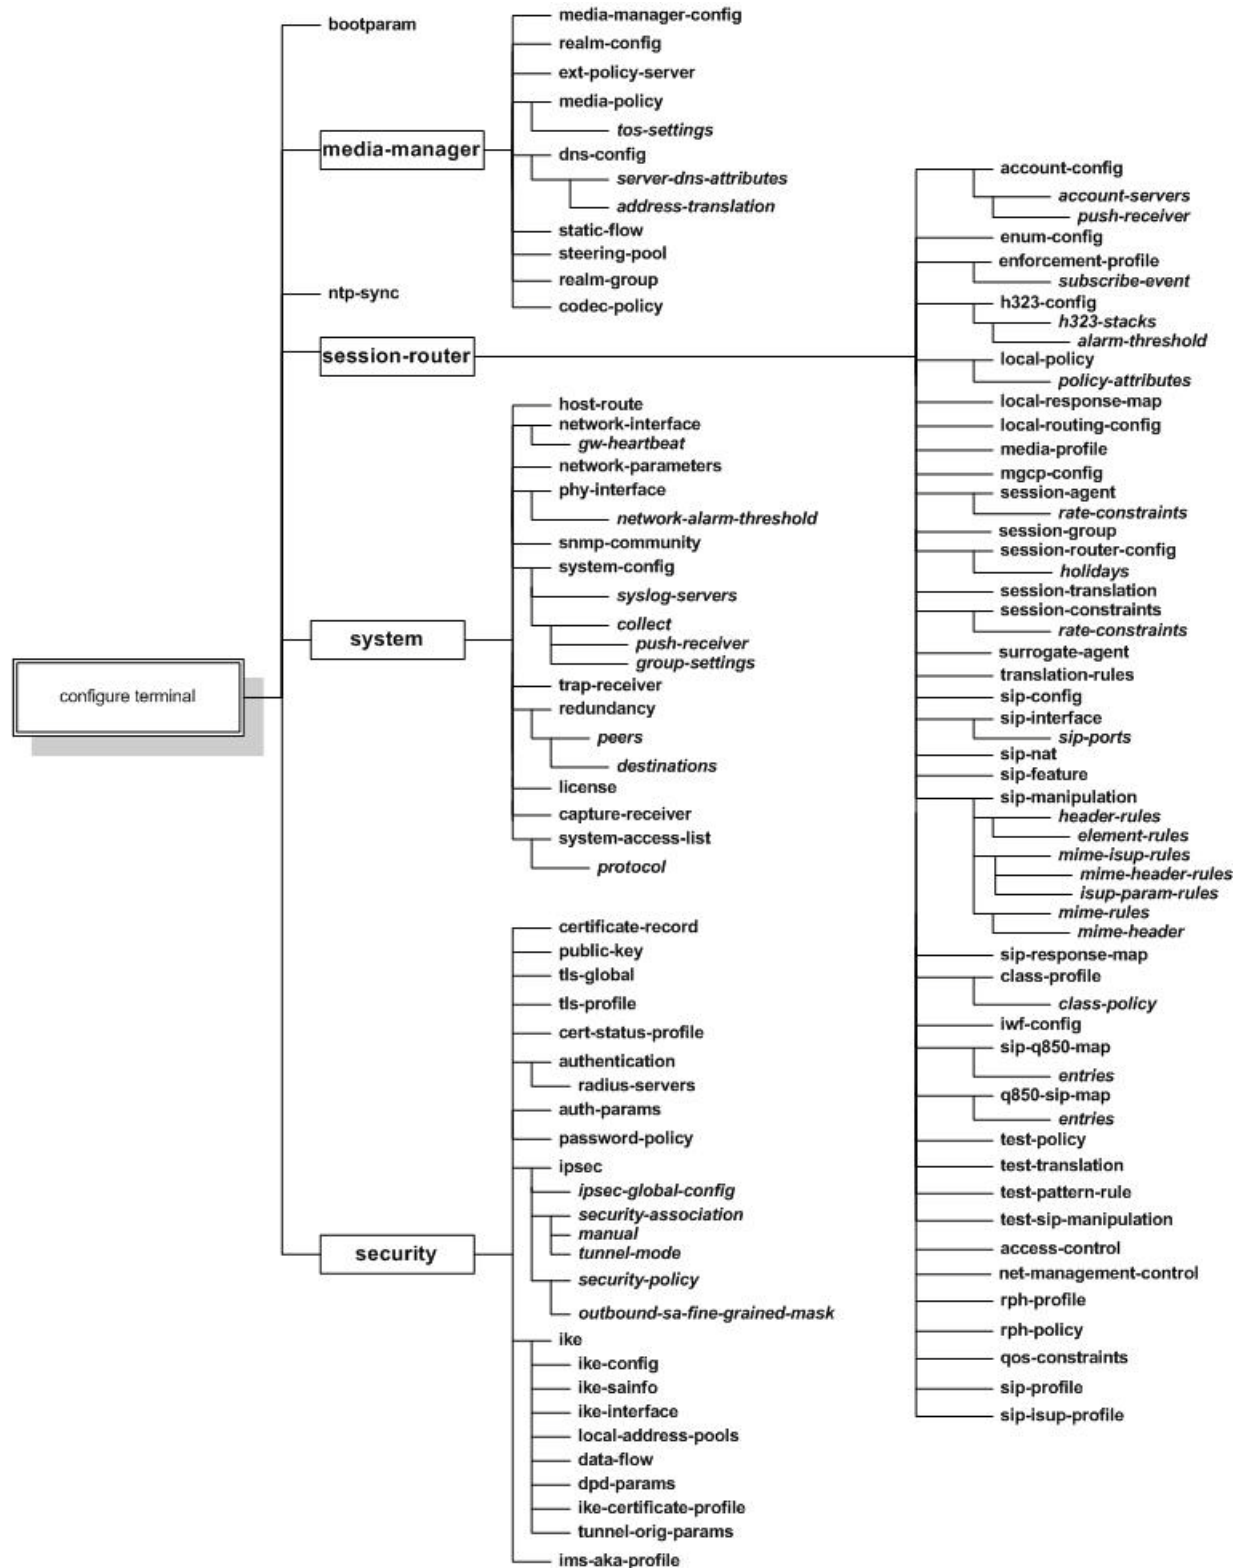 configure terminal
bootparam
media-manager
media-manager-config
realm-config
ext-policy-server
media-policy
tos-settings
dns-config
server-dns-attributes
address-translation
static-flow
steering-pool
realm-group
codec-policy
ntp-sync
session-router
account-config
account-servers
push-receiver
enum-config
enforcement-profile
subscribe-event
h323-config
h323-stacks
alarm-threshold
local-policy
policy-attributes
local-response-map
local-routing-config
media-profile
mgcp-config
session-agent
rate-constraints
session-group
session-router-config
holidays
session-translation
session-constraints
rate-constraints
surrogate-agent
translation-rules
sip-config
sip-interface
sip-ports
sip-nat
sip-feature
sip-manipulation
header-rules
element-rules
mime-isup-rules
mime-header-rules
isup-param-rules
mime-rules
mime-header
sip-response-map
class-profile
class-policy
iwf-config
sip-q850-map
entries
q850-sip-map
entries
test-policy
test-translation
test-pattern-rule
test-sip-manipulation
access-control
net-management-control
rph-profile
rph-policy
qos-constraints
sip-profile
sip-isup-profile
system
host-route
network-interface
gw-heartbeat
network-parameters
phy-interface
network-alarm-threshold
snmp-community
system-config
syslog-servers
collect
push-receiver
group-settings
trap-receiver
redundancy
peers
destinations
license
capture-receiver
system-access-list
protocol
security
certificate-record
public-key
tls-global
tls-profile
cert-status-profile
authentication
radius-servers
auth-params
password-policy
ipsec
ipsec-global-config
security-association
manual
tunnel-mode
security-policy
outbound-sa-fine-grained-mask
ike
ike-config
ike-sainfo
ike-interface
local-address-pools
data-flow
dpd-params
ike-certificate-profile
tunnel-orig-params
ims-aka-profile